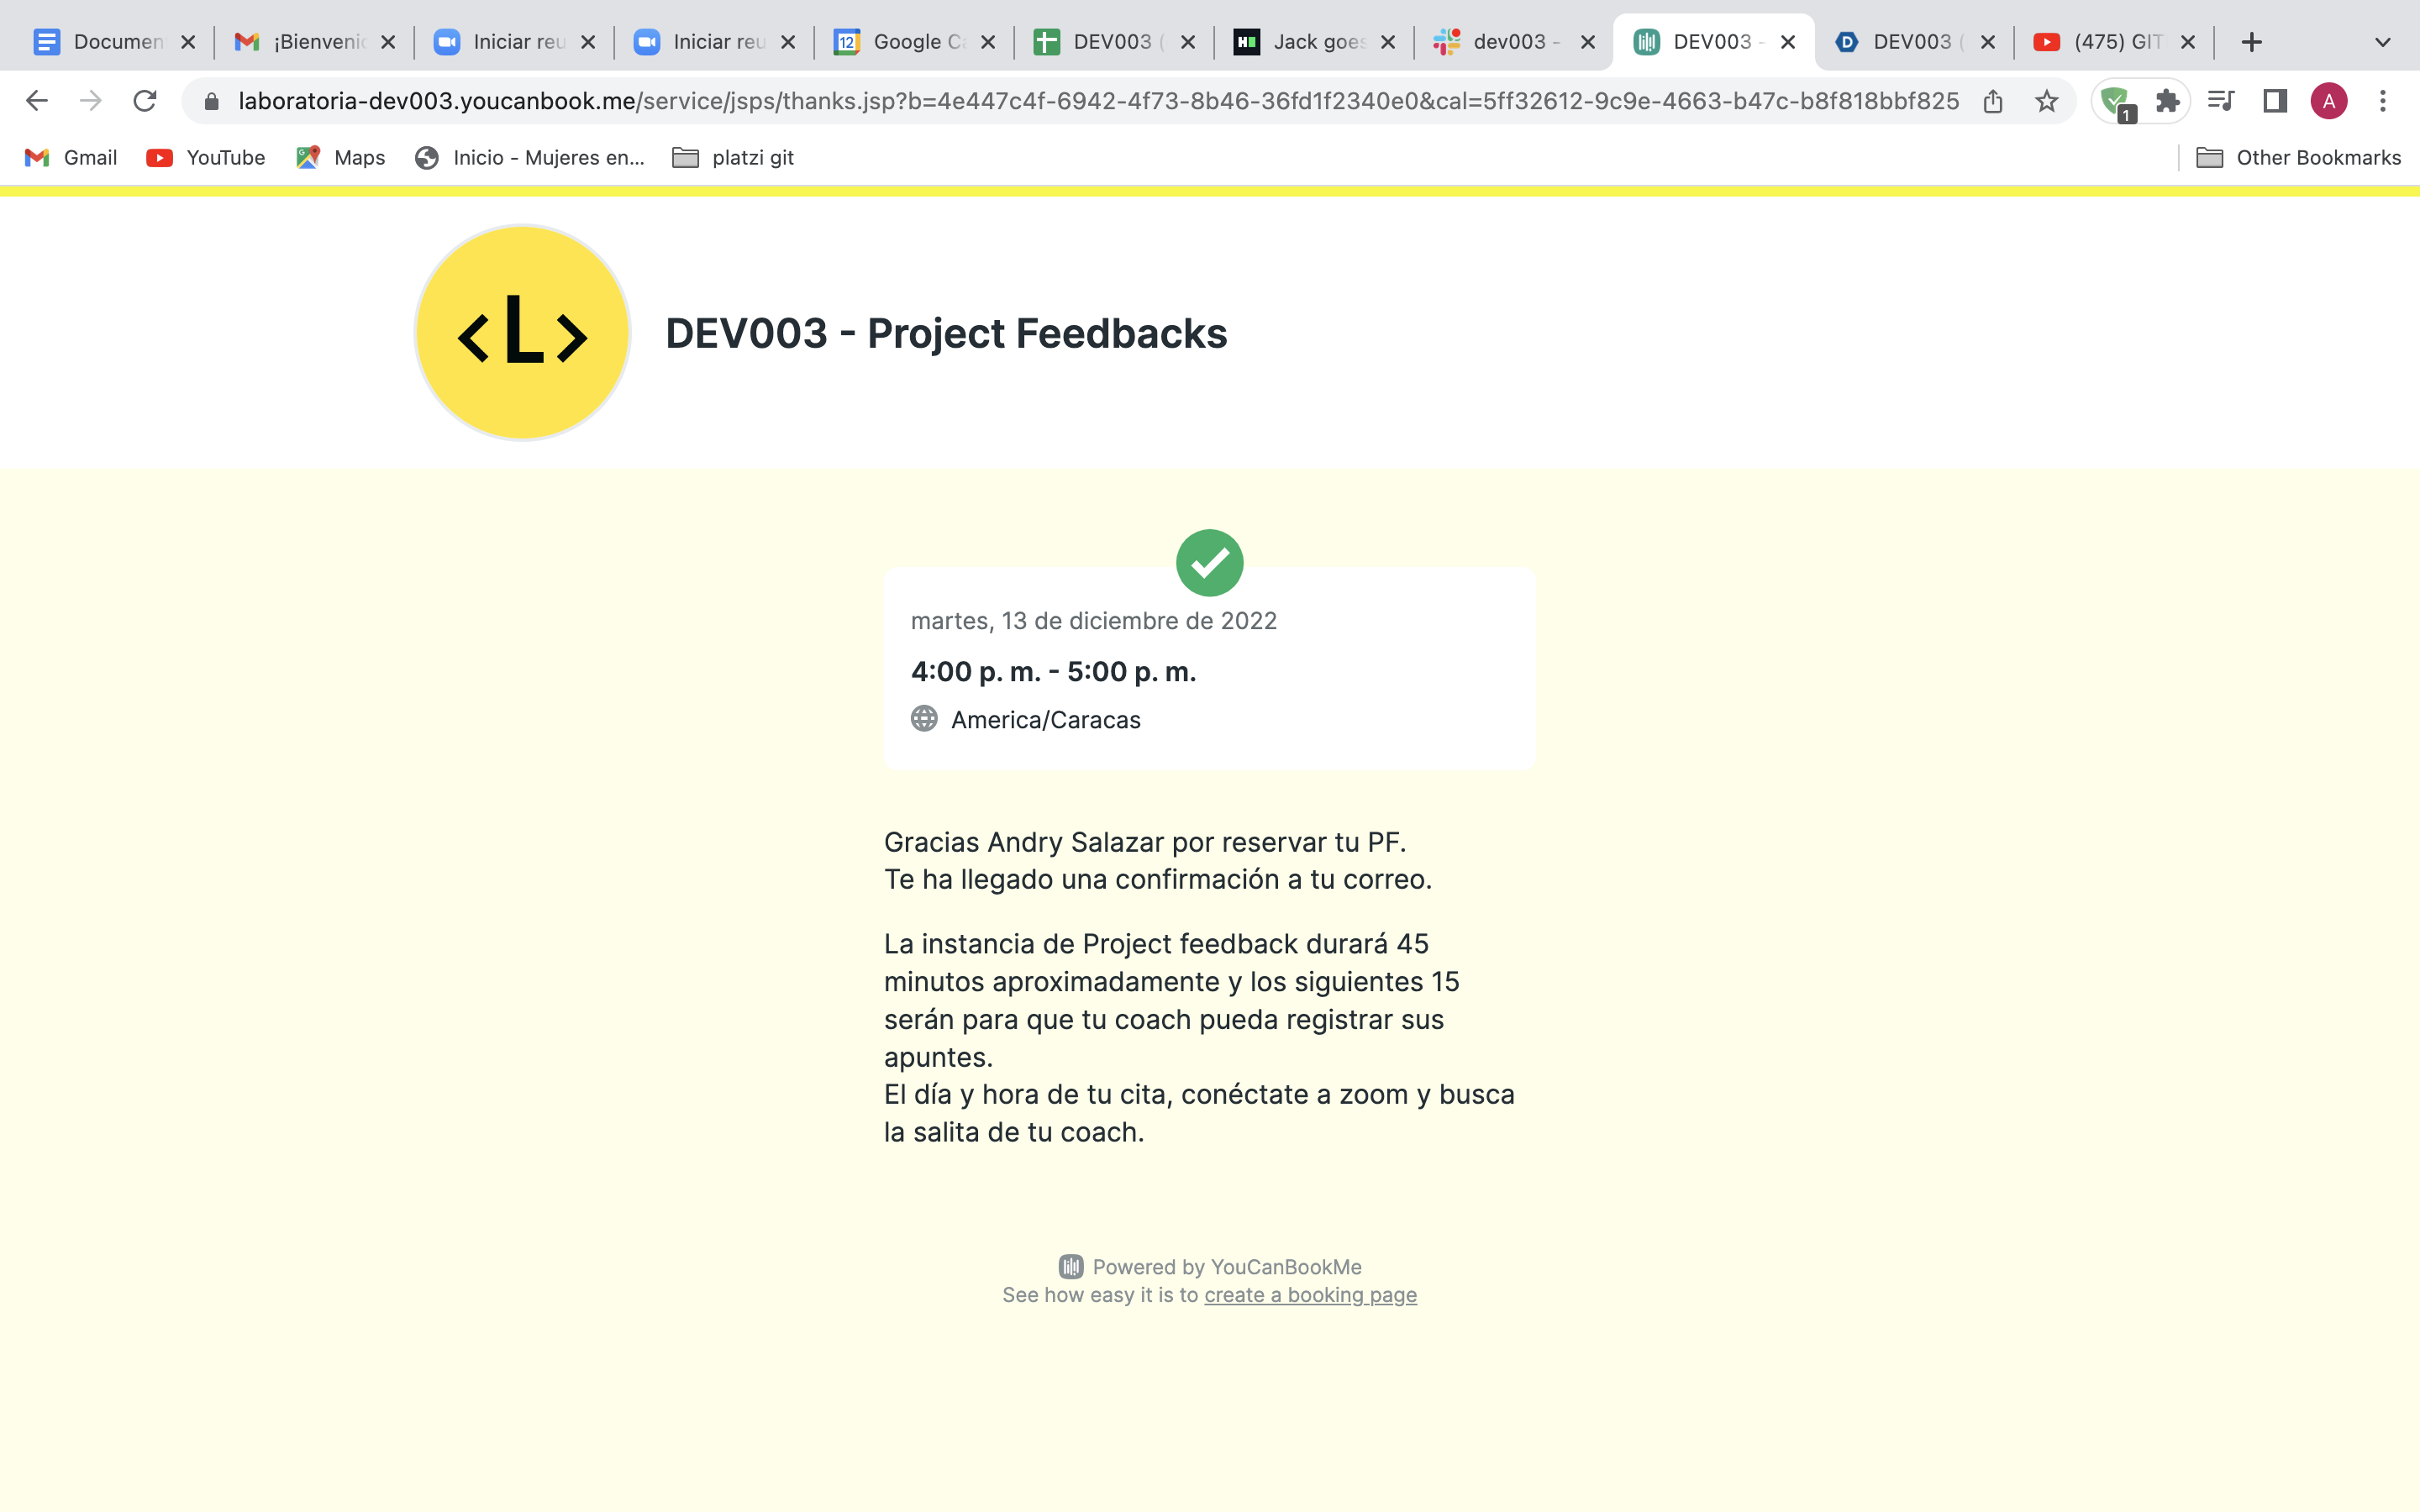 Documen
¡Bienveni
Iniciar reu
Iniciar reu
12
Google Ca
DEV003 (
Jack goes
dev003 -
DEV003 -
D
DEV003 (
(475) GIT
laboratoria-dev003.youcanbook.me/service/jsps/thanks.jsp?b=4e447c4f-6942-4f73-8b46-36fd1f2340e0&cal=5ff32612-9c9e-4663-b47c-b8f818bbf825
1
A
Gmail
YouTube
Maps
Inicio - Mujeres en...
platzi git
Other Bookmarks
<L>
DEV003 - Project Feedbacks
martes, 13 de diciembre de 2022
4:00 p. m. - 5:00 p. m.
America/Caracas
Gracias Andry Salazar por reservar tu PF.
Te ha llegado una confirmación a tu correo.
La instancia de Project feedback durará 45
minutos aproximadamente y los siguientes 15
serán para que tu coach pueda registrar sus
apuntes.
El día y hora de tu cita, conéctate a zoom y busca
la salita de tu coach.
Powered by YouCanBookMe
See how easy it is to create a booking page